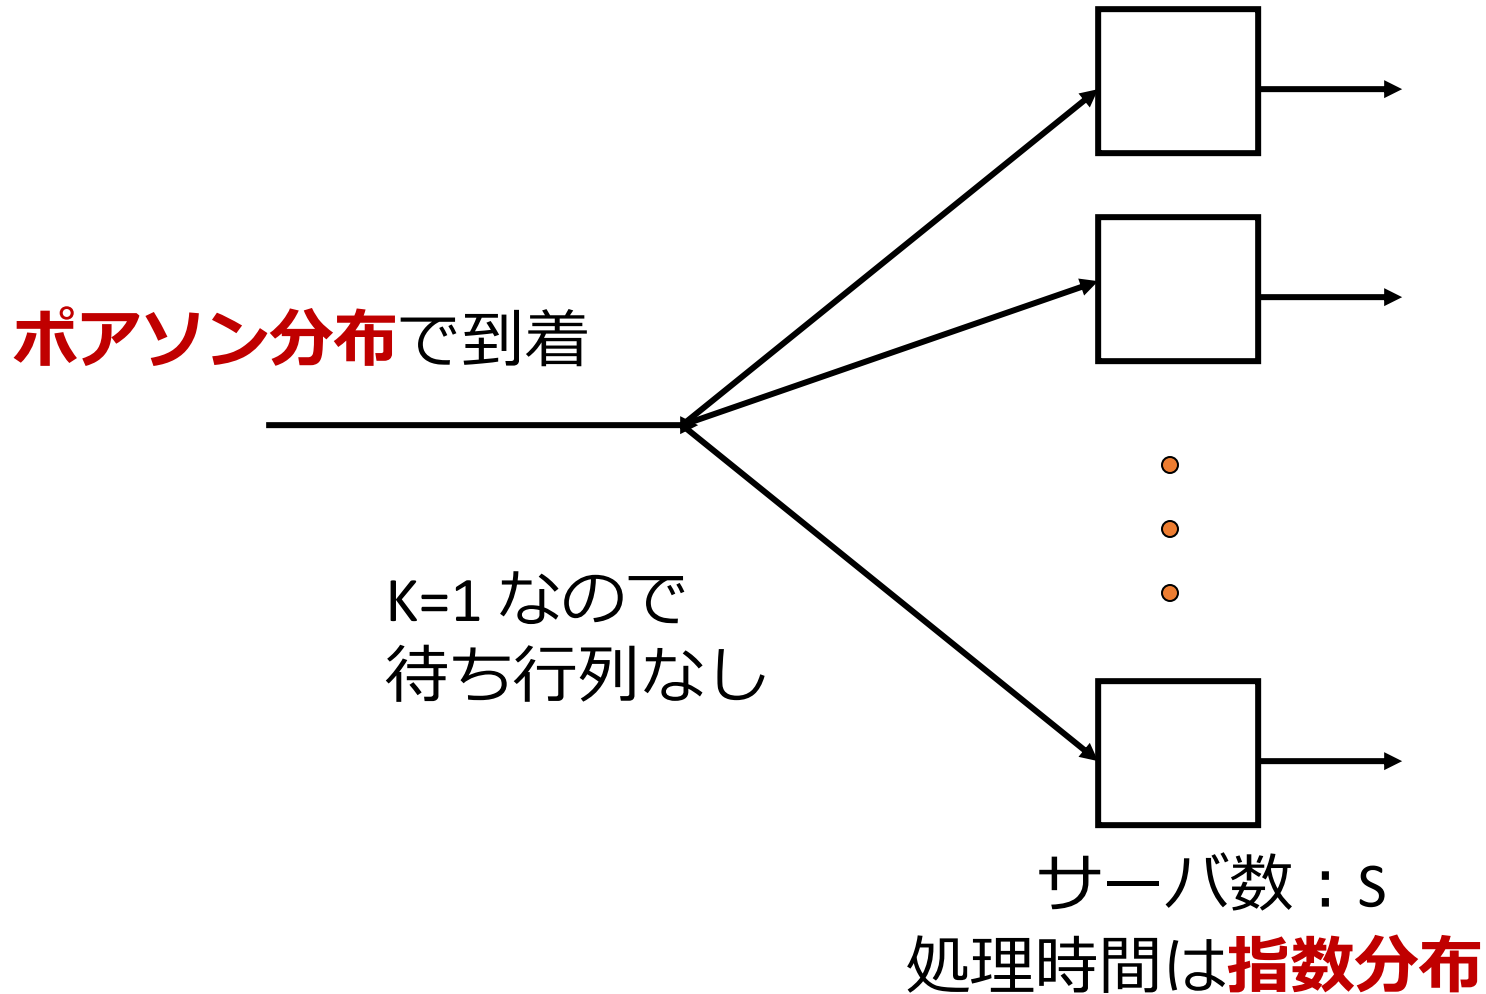 ポアソン分布で到着
K=1 なので
待ち行列なし
サーバ数：S
処理時間は指数分布